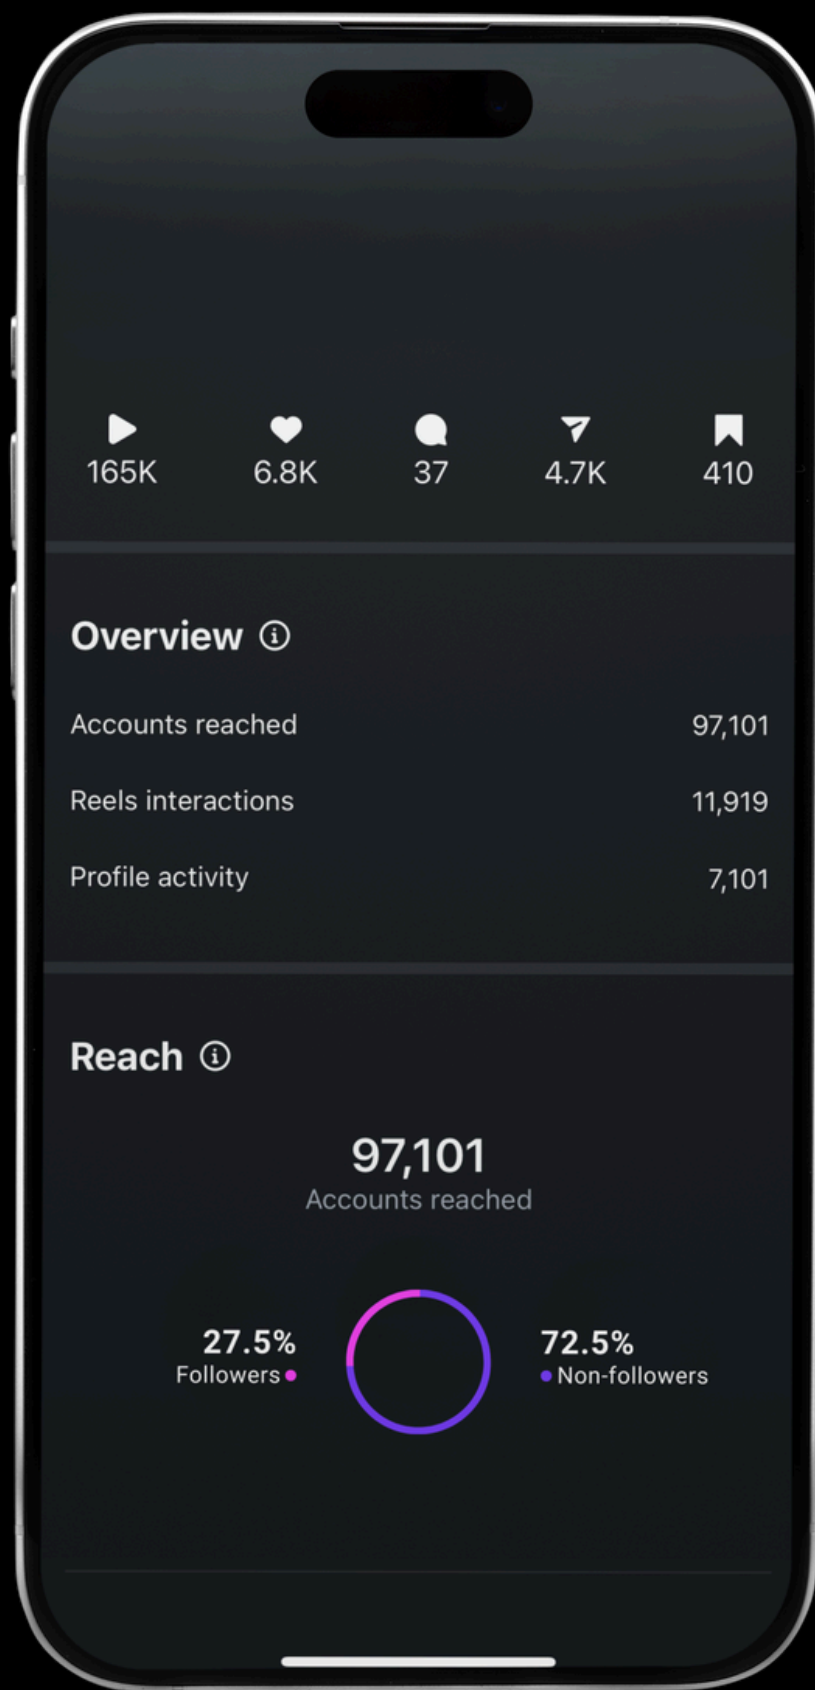 165K 6.8K 37 4.7K 410
Overview
Accounts reached 97,101
Reels interactions 11,919
Profile activity 7,101
Reach
97,101
Accounts reached
27.5% 72.5%
Followers Non-followers